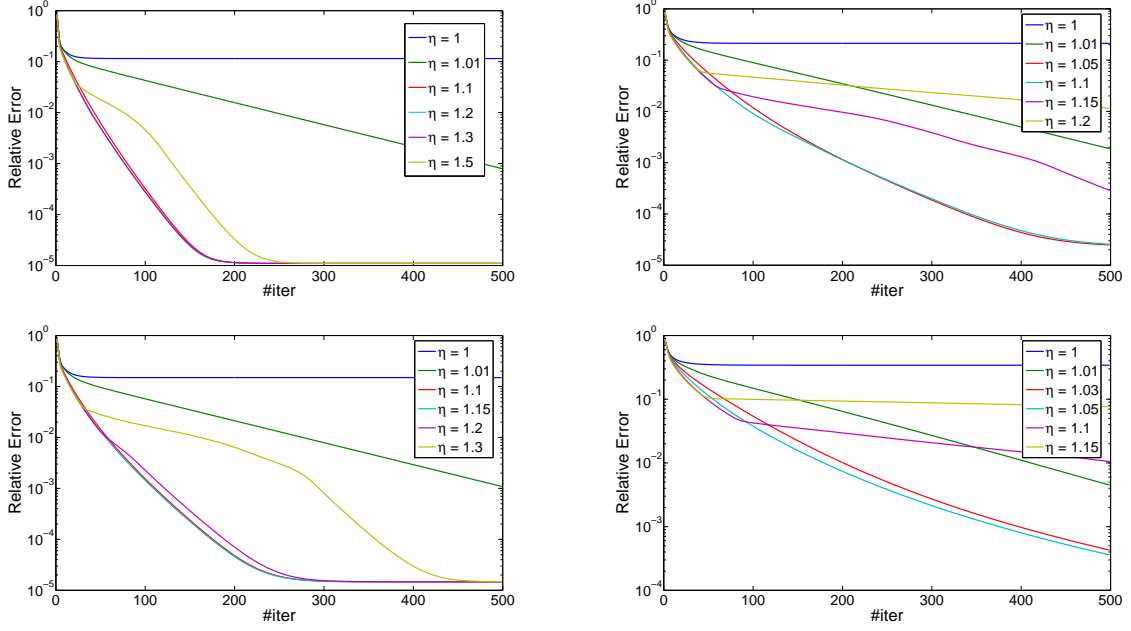 Relative Error
10^0
10^-1
10^-2
10^-3
10^-4
10^-5
0
100
200
300
400
500
#iter
η = 1
η = 1.01
η = 1.1
η = 1.2
η = 1.3
η = 1.5
Relative Error
10^0
10^-1
10^-2
10^-3
10^-4
10^-5
0
100
200
300
400
500
#iter
η = 1
η = 1.01
η = 1.05
η = 1.1
η = 1.15
η = 1.2
Relative Error
10^0
10^-1
10^-2
10^-3
10^-4
10^-5
0
100
200
300
400
500
#iter
η = 1
η = 1.01
η = 1.1
η = 1.15
η = 1.2
η = 1.3
Relative Error
10^0
10^-1
10^-2
10^-3
10^-4
0
100
200
300
400
500
#iter
η = 1
η = 1.01
η = 1.03
η = 1.05
η = 1.1
η = 1.15